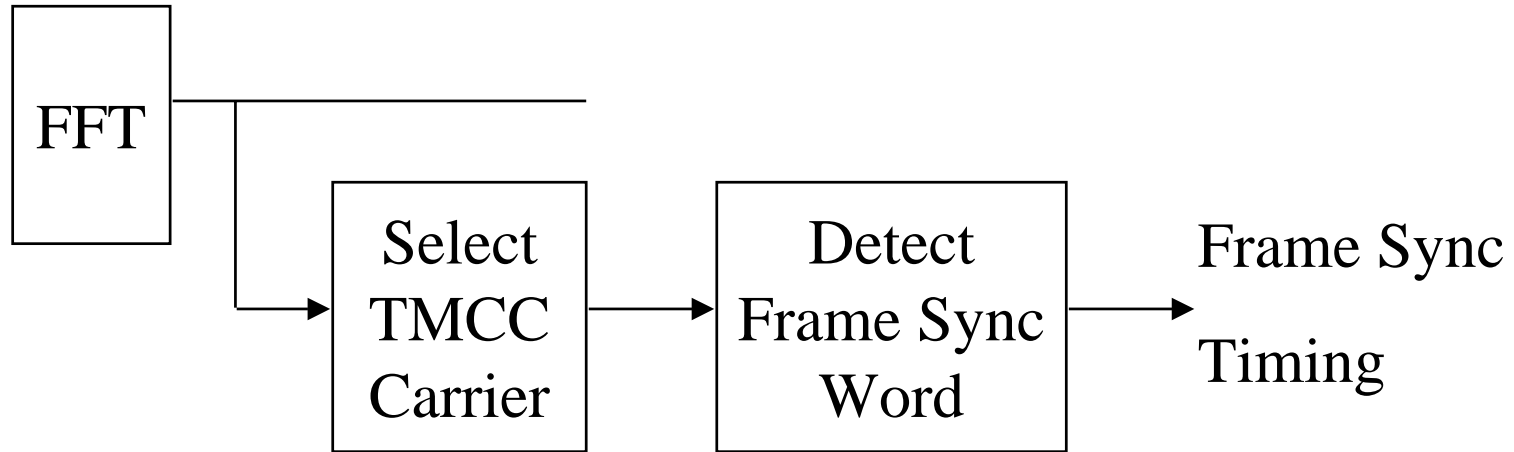 FFT
Select
TMCC
Carrier
Detect
Frame Sync
Word
Frame Sync
Timing